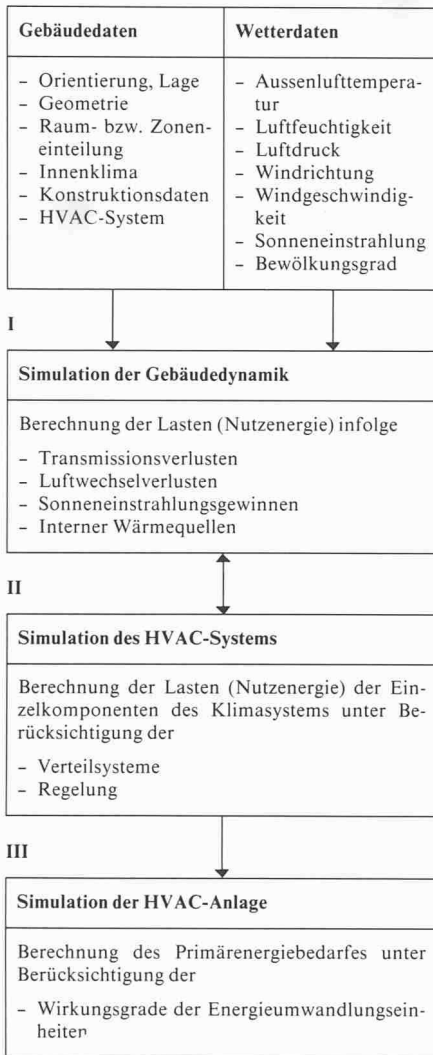 Gebäudedaten
– Orientierung, Lage
– Geometrie
– Raum- bzw. Zonen-
einteilung
– Innenklima
– Konstruktionsdaten
– HVAC-System
Wetterdaten
– Aussenlufttempera-
tur
– Luftfeuchtigkeit
– Luftdruck
– Windrichtung
– Windgeschwindig-
keit
– Sonneneinstrahlung
– Bewölkungsgrad
I
Simulation der Gebäudedynamik
Berechnung der Lasten (Nutzenergie) infolge
– Transmissionsverlusten
– Luftwechselverlusten
– Sonneneinstrahlungsgewinnen
– Interner Wärmequellen
II
Simulation des HVAC-Systems
Berechnung der Lasten (Nutzenergie) der Ein-
zelkomponenten des Klimasystems unter Be-
rücksichtigung der
– Verteilsysteme
– Regelung
III
Simulation der HVAC-Anlage
Berechnung des Primärenergiebedarfes unter
Berücksichtigung der
– Wirkungsgrade der Energieumwandlungsein-
heiten